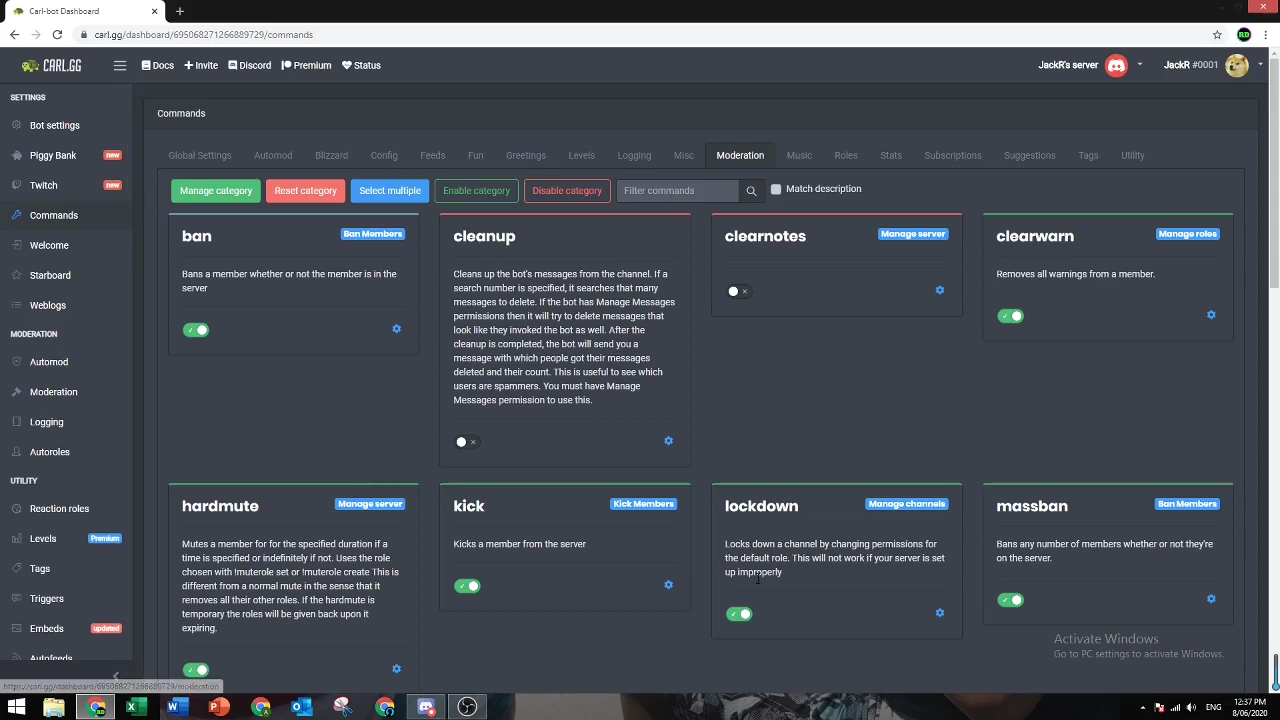 Carl-bot Dashboard
carl.gg/dashboard/695068271266889729/commands
CARL.GG
Docs
Invite
Discord
Premium
Status
JackR's server
JackR #0001
SETTINGS
Bot settings
Piggy Bank new
Twitch new
Commands
Welcome
Starboard
Weblogs
MODERATION
Automod
Moderation
Logging
Autoroles
UTILITY
Reaction roles
Levels Premium
Tags
Triggers
Embeds updated
Autofeeds
https://carl.gg/dashboard/695068271266889729/moderation
Commands
Global Settings Automod Blizzard Config Feeds Fun Greetings Levels Logging Misc Moderation Music Roles Stats Subscriptions Suggestions Tags Utility
Manage category Reset category Select multiple Enable category Disable category Filter commands Match description
ban Ban Members
Bans a member whether or not the member is in the
server
cleanup
Cleans up the bot's messages from the channel. If a
search number is specified, it searches that many
messages to delete. If the bot has Manage Messages
permissions then it will try to delete messages that
look like they invoked the bot as well. After the
cleanup is completed, the bot will send you a
message with which people got their messages
deleted and their count. This is useful to see which
users are spammers. You must have Manage
Messages permission to use this.
clearnotes Manage server
clearwarn Manage roles
Removes all warnings from a member.
hardmute Manage server
Mutes a member for for the specified duration if a
time is specified or indefinitely if not. Uses the role
chosen with !muterole set or !muterole create This is
different from a normal mute in the sense that it
removes all their other roles. If the hardmute is
temporary the roles will be given back upon it
expiring.
kick Kick Members
Kicks a member from the server
lockdown Manage channels
Locks down a channel by changing permissions for
the default role. This will not work if your server is set
up improperly
massban Ban Members
Bans any number of members whether or not they're
on the server.
Activate Windows
Go to PC settings to activate Windows.
ENG
12:37 PM
8/06/2020